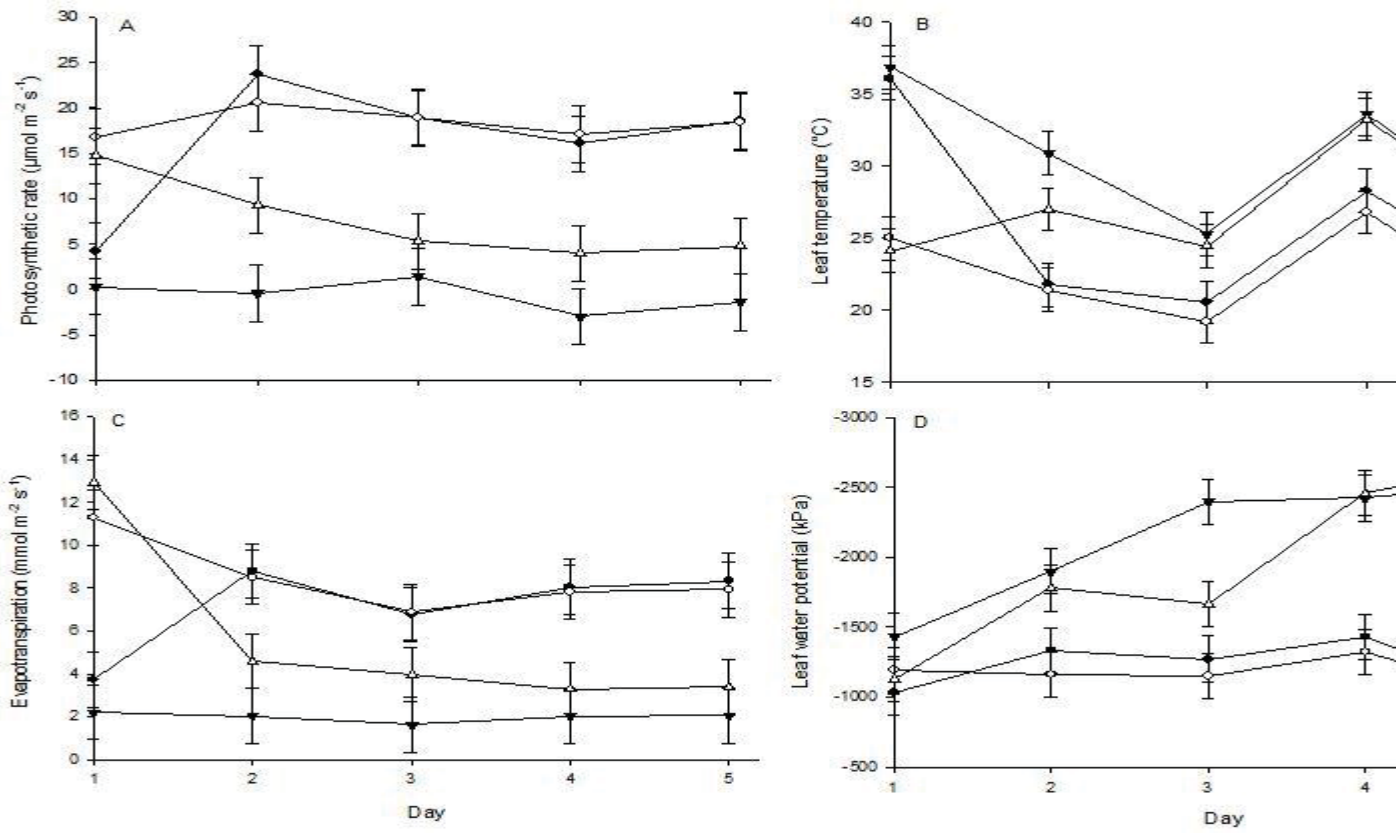 A
Photosynthetic rate (µmol m⁻² s⁻¹)
30
25
20
15
10
5
0
-5
-10
B
Leaf temperature (°C)
40
35
30
25
20
15
C
Evapotranspiration (mmol m⁻² s⁻¹)
16
14
12
10
8
6
4
2
0
1 2 3 4 5
Day
D
Leaf water potential (kPa)
-3000
-2500
-2000
-1500
-1000
-500
1 2 3 4
Day